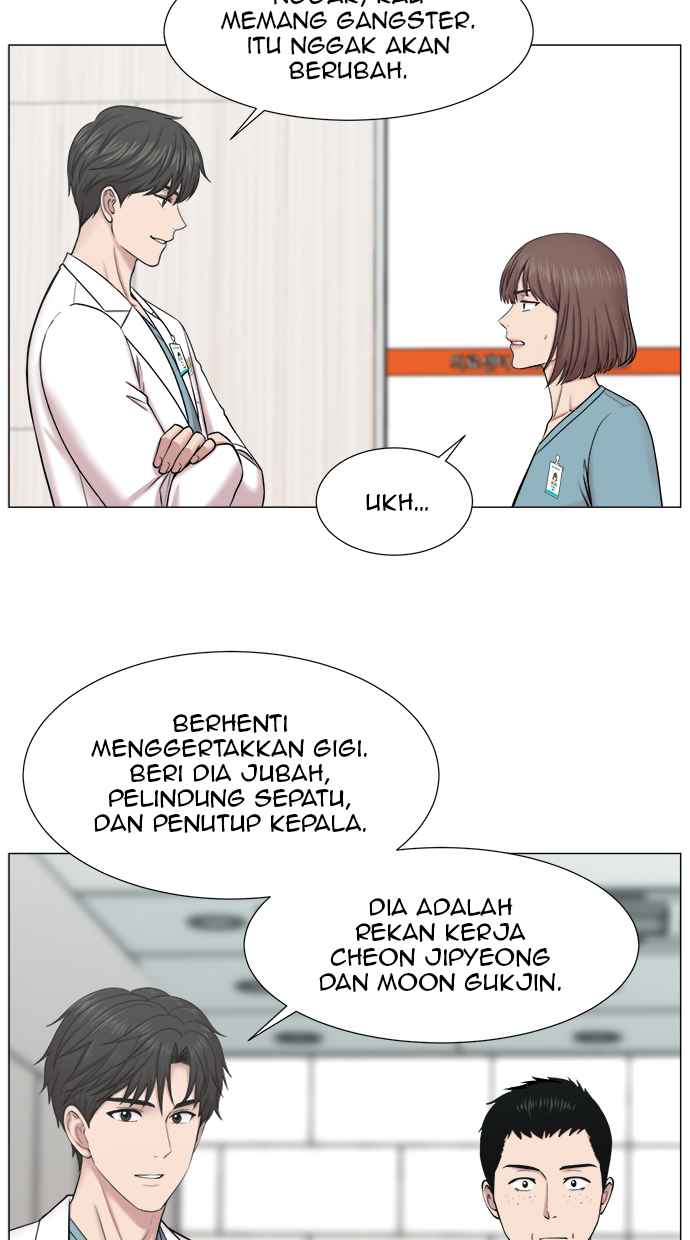 MEMANG GANGSTER.
ITU NGGAK AKAN
BERUBAH.
UKH...
BERHENTI
MENGGERTAKKAN GIGI.
BERI DIA JUBAH,
PELINDUNG SEPATU,
DAN PENUTUP KEPALA.
DIA ADALAH
REKAN KERJA
CHEON JIPYEONG
DAN MOON GUKJIN.